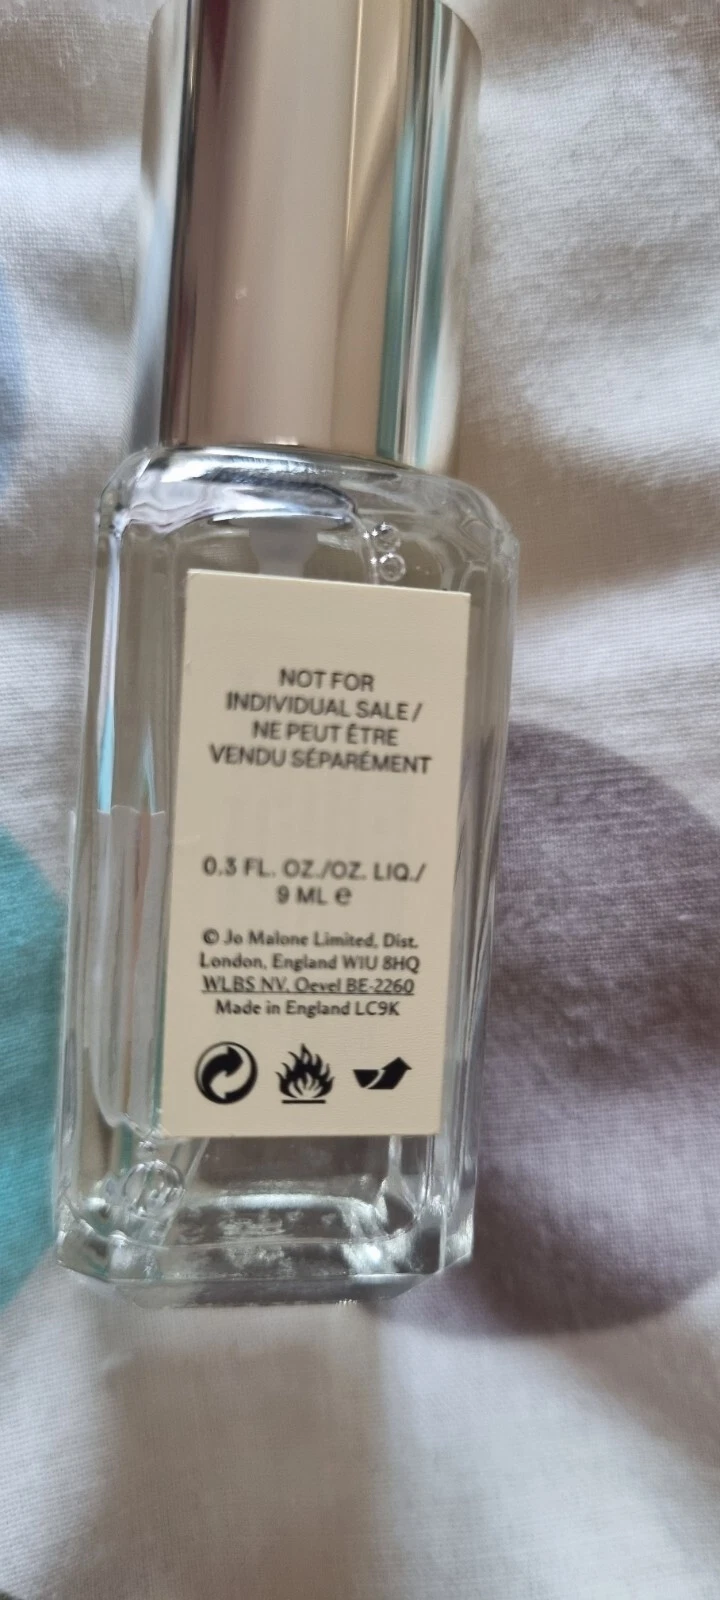 NOT FOR
INDIVIDUAL SALE /
NE PEUT ÊTRE
VENDU SÉPARÉMENT
0.3 FL. OZ./OZ. LIQ./
9 ML e
© Jo Malone Limited, Dist.
London, England W1U 8HQ
WLBS NV, Oevel BE-2260
Made in England LC9K